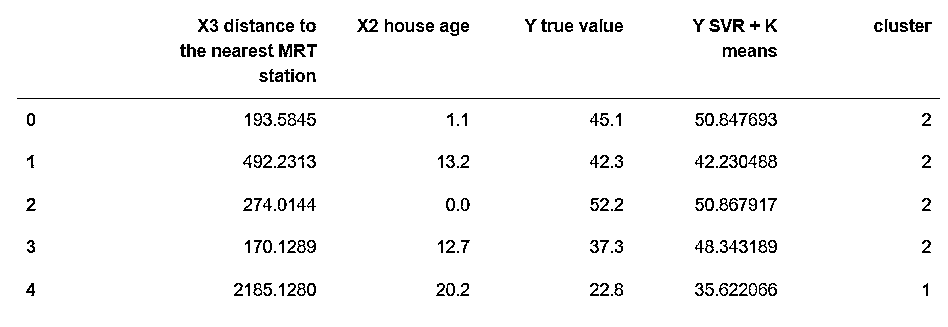 X3 distance to the nearest MRT station X2 house age Y true value Y SVR + K means cluster
0 193.5845 1.1 45.1 50.847693 2
1 492.2313 13.2 42.3 42.230488 2
2 274.0144 0.0 52.2 50.867917 2
3 170.1289 12.7 37.3 48.343189 2
4 2185.1280 20.2 22.8 35.622066 1